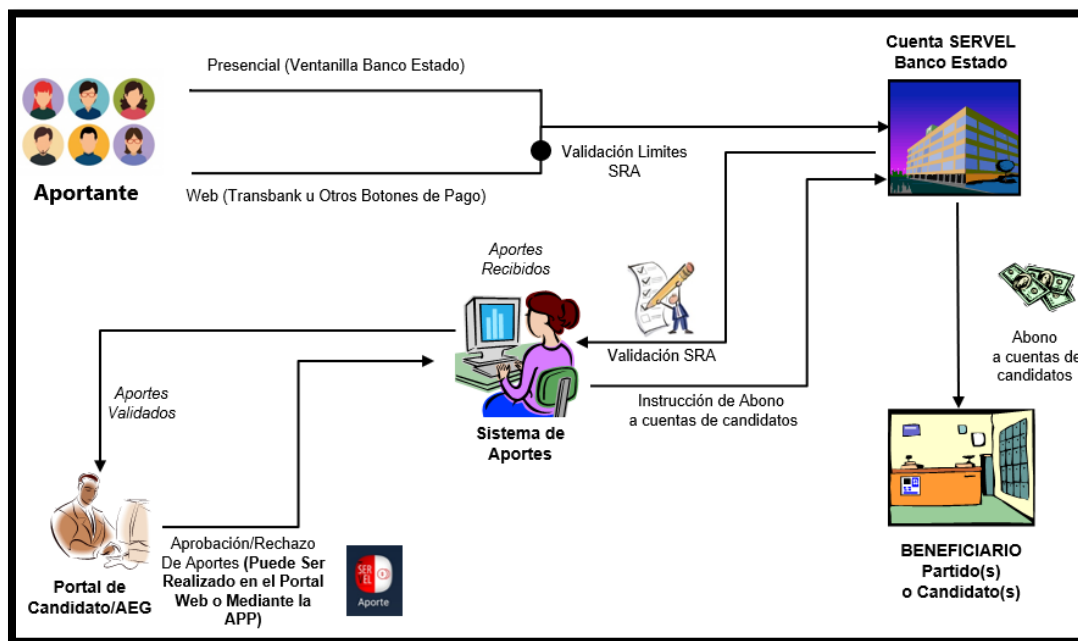 Presencial (Ventanilla Banco Estado)
Cuenta SERVEL
Banco Estado
Aportante
Validación Limites
SRA
Web (Transbank u Otros Botones de Pago)
Aportes
Recibidos
Validación SRA
Abono
a cuentas de
candidatos
Aportes
Validados
Instrucción de Abono
a cuentas de candidatos
Sistema de
Aportes
Aprobación/Rechazo
De Aportes (Puede Ser
Realizado en el Portal
Web o Mediante la
APP)
SER
EL
Aporte
Portal de
Candidato/AEG
BENEFICIARIO
Partido(s)
o Candidato(s)